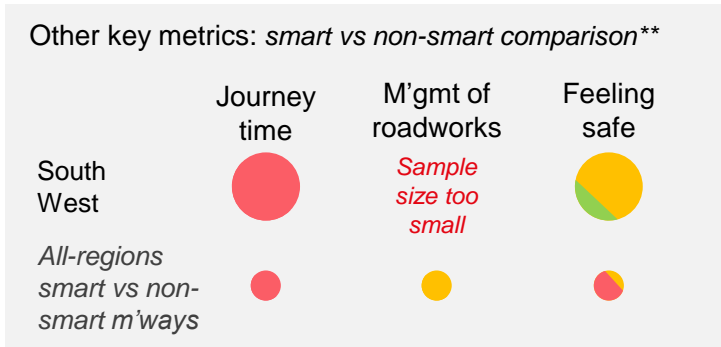 Other key metrics: smart vs non-smart comparison**
Journey
time
M'gmt of
roadworks
Feeling
safe
South
West
Sample
size too
small
All-regions
smart vs non-
smart m'ways